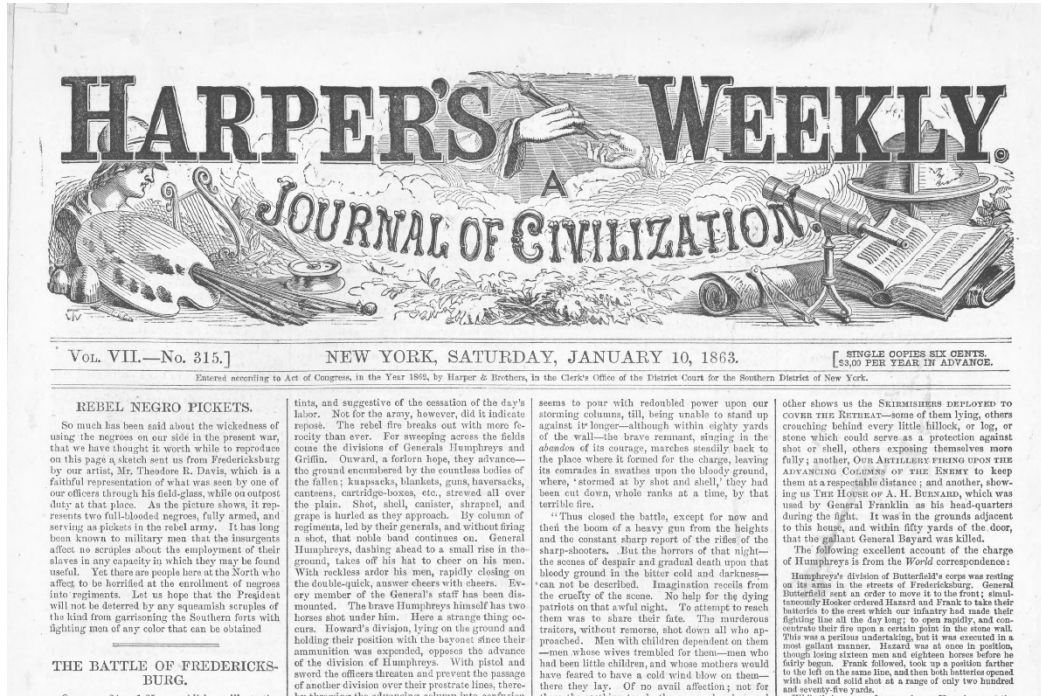 HARPER'S WEEKLY.
A
JOURNAL OF CIVILIZATION.
VOL. VII.—No. 315.]
NEW YORK, SATURDAY, JANUARY 10, 1863.
[ SINGLE COPIES SIX CENTS.
$3,00 PER YEAR IN ADVANCE.
Entered according to Act of Congress, in the Year 1862, by Harper & Brothers, in the Clerk's Office of the District Court for the Southern District of New York.
REBEL NEGRO PICKETS.
So much has been said about the wickedness of
using the negroes on our side in the present war,
that we have thought it worth while to reproduce
on this page a sketch sent us from Fredericksburg
by our artist, Mr. Theodore R. Davis, which is a
faithful representation of what was seen by one of
our officers through his field-glass, while on outpost
duty at that place. As the picture shows, it rep-
resents two full-blooded negroes, fully armed, and
serving as pickets in the rebel army. It has long
been known to military men that the insurgents
affect no scruples about the employment of their
slaves in any capacity in which they may be found
useful. Yet there are people here at the North who
affect to be horrified at the enrollment of negroes
into regiments. Let us hope that the President
will not be deterred by any squeamish scruples of
the kind from garrisoning the Southern forts with
fighting men of any color that can be obtained
THE BATTLE OF FREDERICKS-
BURG.
tints, and suggestive of the cessation of the day's
labor. Not for the army, however, did it indicate
repose. The rebel fire breaks out with more fe-
rocity than ever. For sweeping across the fields
come the divisions of Generals Humphreys and
Griffin. Onward, a forlorn hope, they advance—
the ground encumbered by the countless bodies of
the fallen; knapsacks, blankets, guns, haversacks,
canteens, cartridge-boxes, etc., strewed all over
the plain. Shot, shell, canister, shrapnel, and
grape is hurled as they approach. By column of
regiments, led by their generals, and without firing
a shot, that noble band continues on. General
Humphreys, dashing ahead to a small rise in the
ground, takes off his hat to cheer on his men.
With reckless ardor his men, rapidly closing on
the double-quick, answer cheers with cheers. Ev-
ery member of the General's staff has been dis-
mounted. The brave Humphreys himself has two
horses shot under him. Here a strange thing oc-
curs. Howard's division, lying on the ground and
holding their position with the bayonet since their
ammunition was expended, opposes the advance
of the division of Humphreys. With pistol and
sword the officers threaten and prevent the passage
of another division over their prostrate lines, there-
seems to pour with redoubled power upon our
storming columns, till, being unable to stand up
against it longer—although within eighty yards
of the wall—the brave remnant, singing in the
abandon of its courage, marches steadily back to
the place where it formed for the charge, leaving
its comrades in swathes upon the bloody ground,
where, 'stormed at by shot and shell,' they had
been cut down, whole ranks at a time, by that
terrible fire.
"Thus closed the battle, except for now and
then the boom of a heavy gun from the heights
and the constant sharp report of the rifles of the
sharp-shooters. But the horrors of that night—
the scenes of despair and gradual death upon that
bloody ground in the bitter cold and darkness—
can not be described. The imagination recoils from
the cruelty of the scene. No help for the dying
patriots on that awful night. To attempt to reach
them was to share their fate. The murderous
traitors, without remorse, shot down all who ap-
proached. Men with children dependent on them
—men whose wives trembled for them—men who
had been little children, and whose mothers would
have feared to have a cold wind blow on them—
there they lay. Of no avail affection; not for
other shows us the SKIRMISHERS DEPLOYED TO
COVER THE RETREAT—some of them lying, others
crouching behind every little hillock, or log, or
stone which could serve as a protection against
shot or shell, others exposing themselves more
fully; another, OUR ARTILLERY FIRING UPON THE
ADVANCING COLUMNS OF THE ENEMY to keep
them at a respectable distance; and another, show-
ing us THE HOUSE OF A. H. BURNARD, which was
used by General Franklin as his head-quarters
during the fight. It was in the grounds adjacent
to this house, and within fifty yards of the door,
that the gallant General Bayard was killed.
The following excellent account of the charge
of Humphreys is from the World correspondence:
Humphreys's division of Butterfield's corps was resting
on its arms in the streets of Fredericksburg. General
Butterfield sent an order to move it to the front; simul-
taneously Hooker ordered Hazard and Frank to take their
batteries to the crest which our infantry had made their
fighting line all the day long; to open rapidly, and con-
centrate their fire upon a certain point in the stone wall.
This was a perilous undertaking, but it was executed in a
most gallant manner. Hazard was at once in position,
though losing sixteen men and eighteen horses before he
fairly begun. Frank followed, took up a position farther
to the left on the same line, and then both batteries opened
with shell and solid shot at a range of only two hundred
and seventy-five yards.